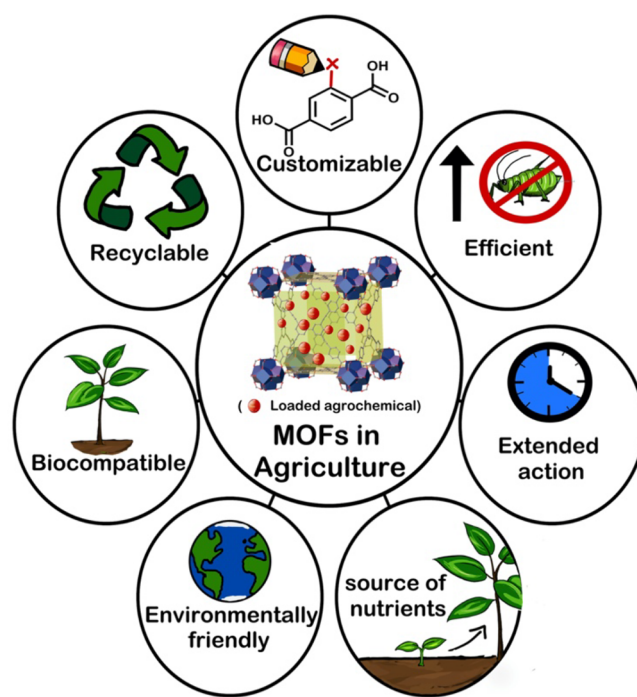 X
OH
O
HO
O
Customizable
Recyclable
Efficient
( Loaded agrochemical)
MOFs in
Agriculture
Biocompatible
Extended
action
Environmentally
friendly
source of
nutrients